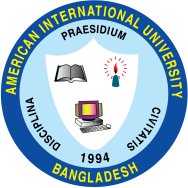 AMERICAN INTERNATIONAL UNIVERSITY
PRAESIDIUM
DISCIPLINA
CIVITATIS
1994
BANGLADESH